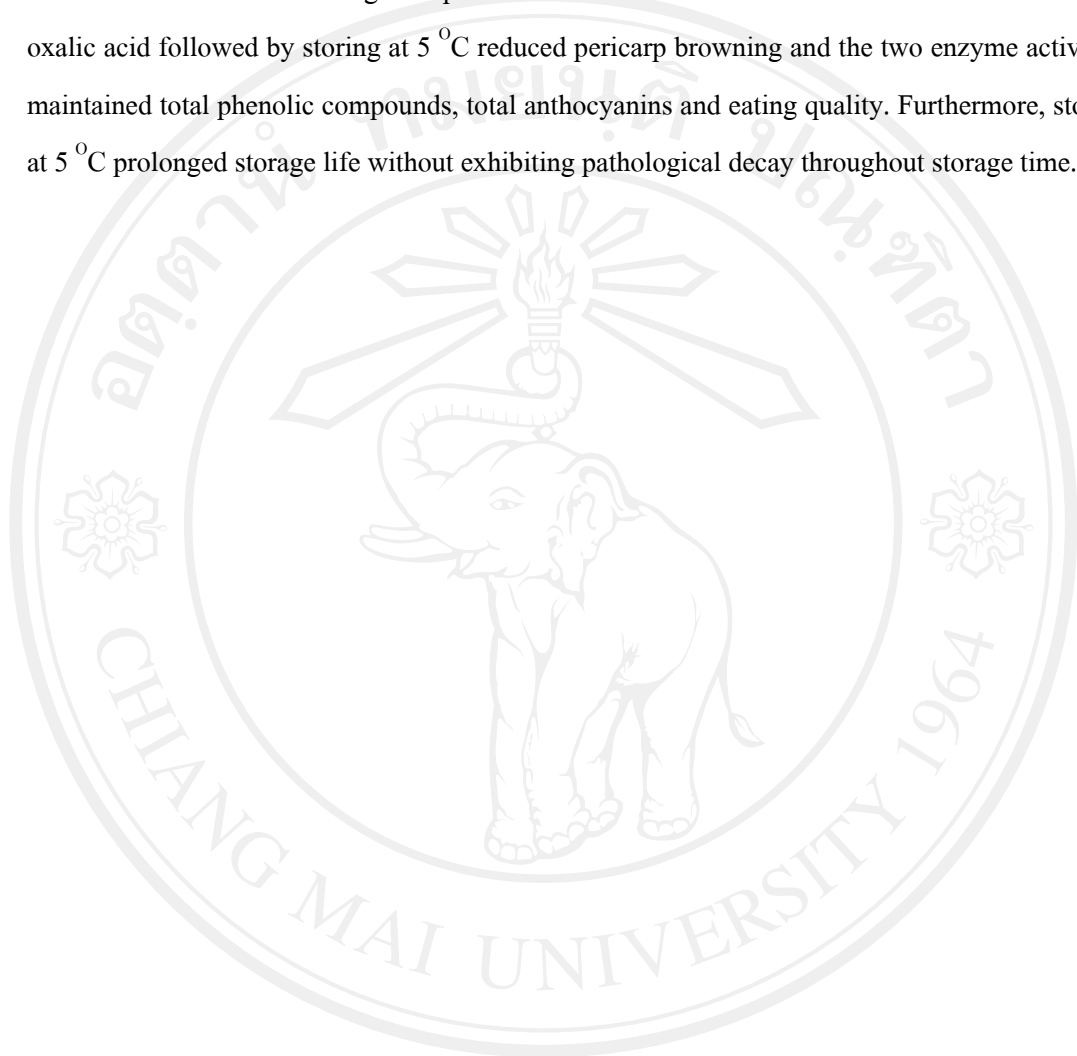 oxalic acid followed by storing at 5 °C reduced pericarp browning and the two enzyme
maintained total phenolic compounds, total anthocyanins and eating quality. Furthermore,
at 5 °C prolonged storage life without exhibiting pathological decay throughout storage time.
CHIANG MAI UNIVERSITY 1964